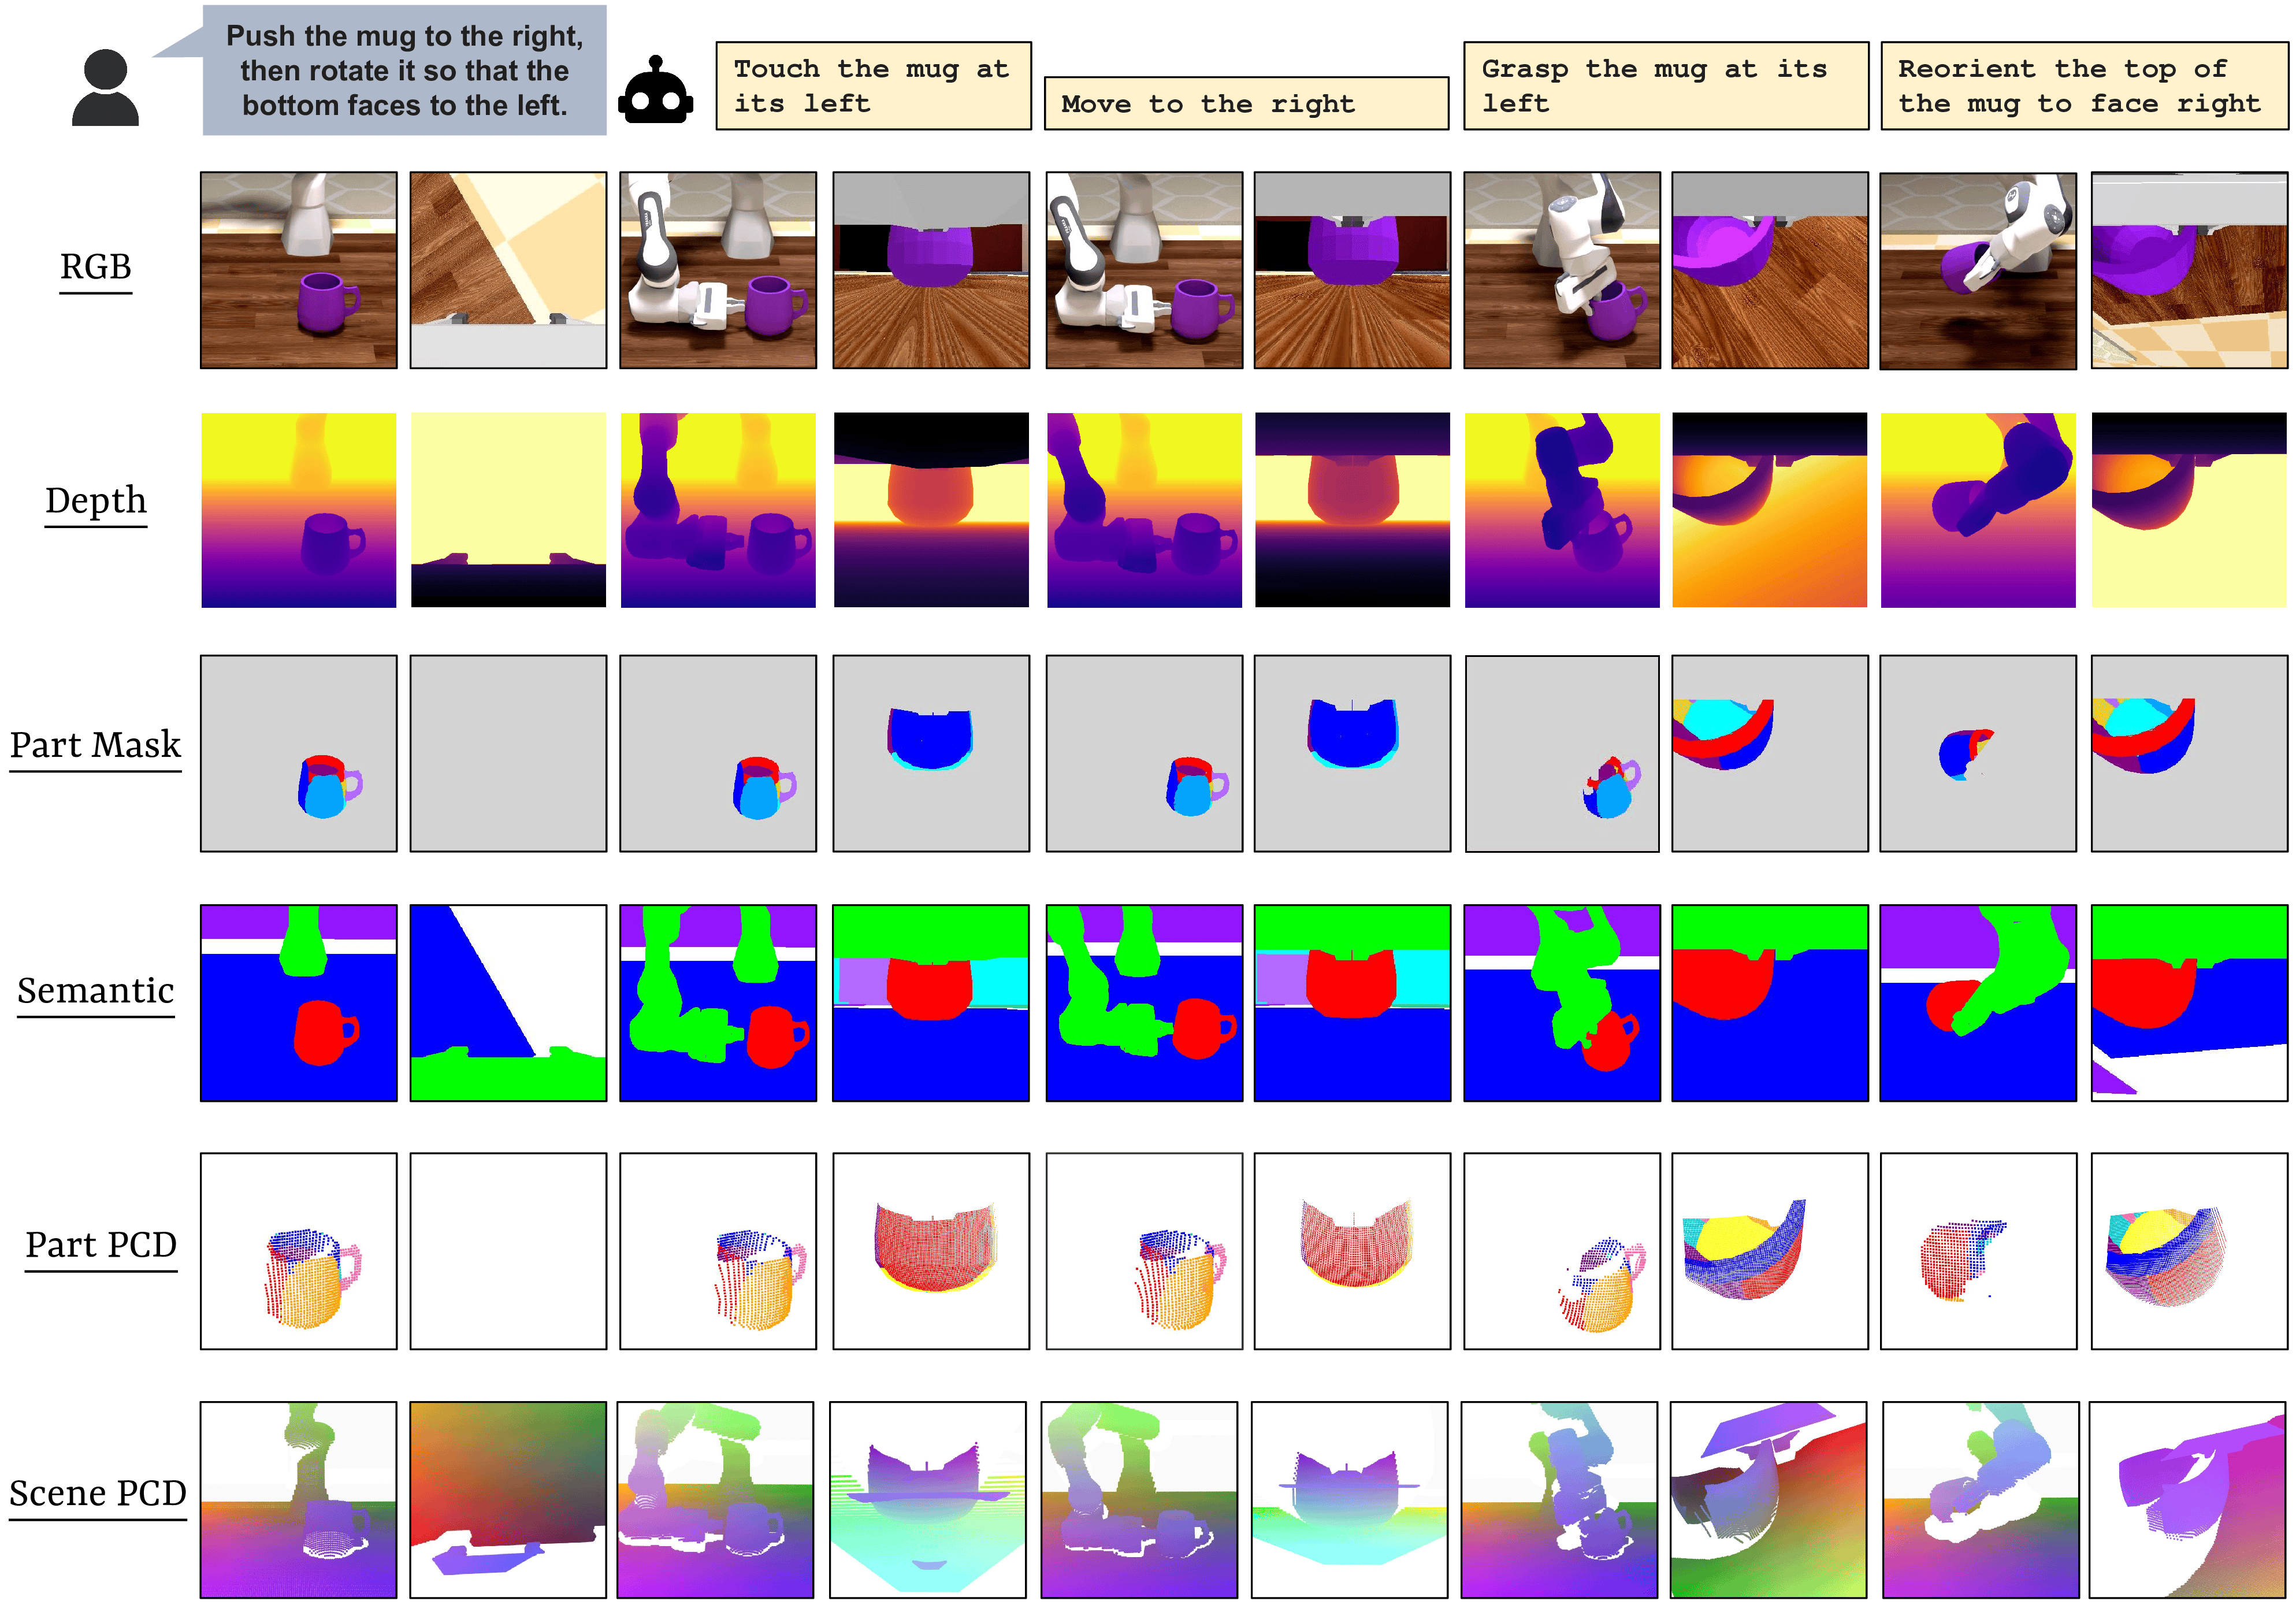 Push the mug to the right,
then rotate it so that the
bottom faces to the left.
Touch the mug at
its left
Move to the right
Grasp the mug at its
left
Reorient the top of
the mug to face right
RGB
Depth
Part Mask
Semantic
Part PCD
Scene PCD